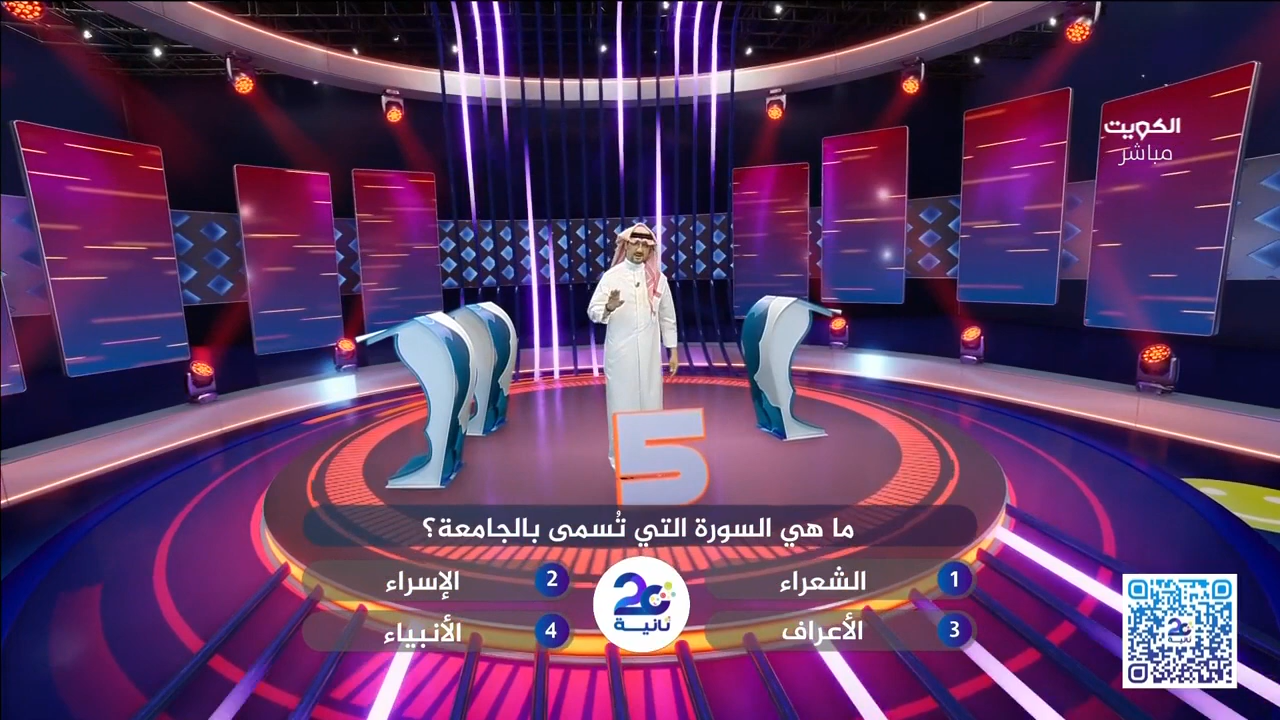 الكويت
مباشر
5
ما هي السورة التي تُسمى بالجامعة؟
1 الشعراء
2 الإسراء
3 الأعراف
4 الأنبياء
20
ثانية